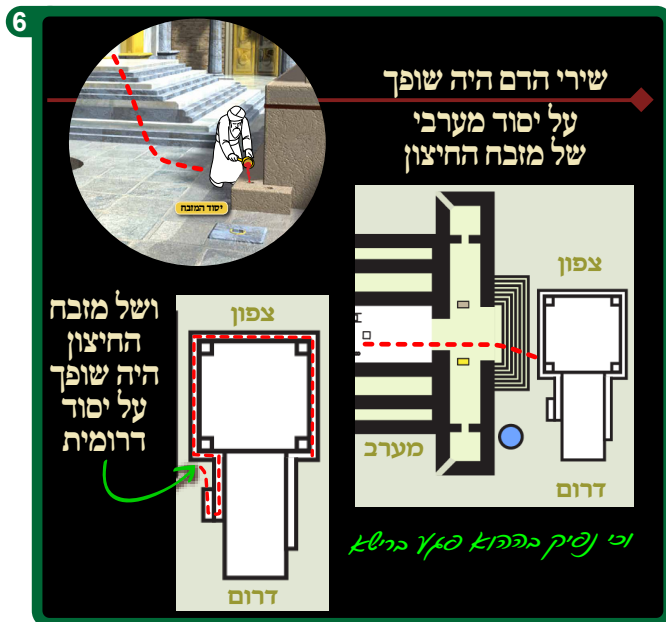 6
שירי הדם היה שופך
על יסוד מערבי
של מזבח החיצון
יסוד המזבח
צפון
מערב
דרום
וכי נפיק בההוא פגע ברישא
ושל מזבח
החיצון
היה שופך
על יסוד
דרומית
צפון
דרום